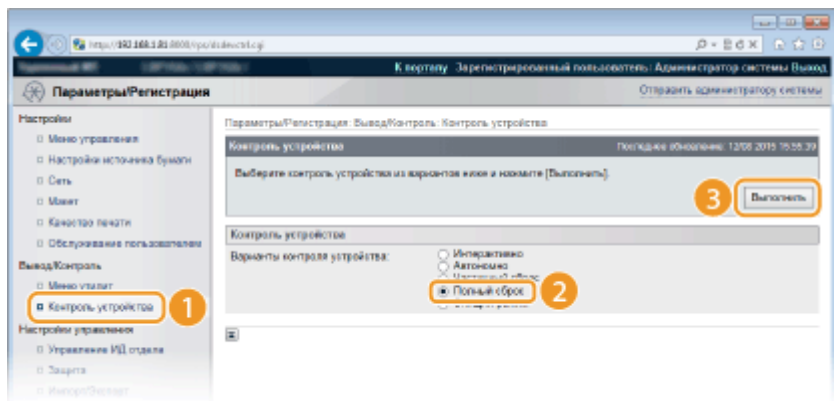 К порталу Зарегистрированный пользователь: Администратор системы Выход
Параметры/Регистрация
Отправить администратору системы
Настройки
Меню управления
Настройки источника бумаги
Сеть
Макет
Качество печати
Обслуживание пользователем
Вывод/Контроль
Меню утилит
Контроль устройства
1
Настройки управления
Управление ИД отдела
Защита
Импорт/Экспорт
Параметры/Регистрация: Вывод/Контроль: Контроль устройства
Контроль устройства
Последнее обновление: 12/08 2015 15:55:39
Выберите контроль устройства из вариантов ниже и нажмите [Выполнить].
3
Выполнить
Контроль устройства
Варианты контроля устройства:
Интерактивно
Автономно
Полный сброс
2